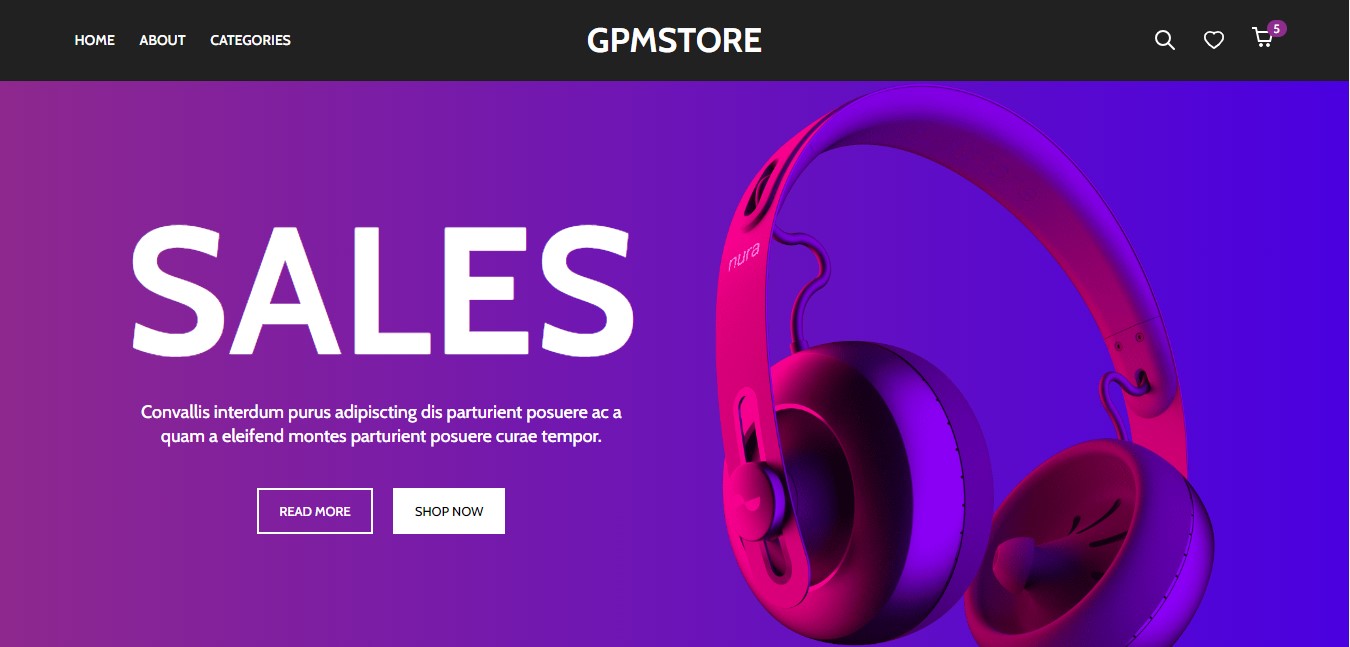 HOME ABOUT CATEGORIES
GPMSTORE
5
SALES
nura
Convallis interdum purus adipiscting dis parturient posuere ac a
quam a eleifend montes parturient posuere curae tempor.
READ MORE
SHOP NOW